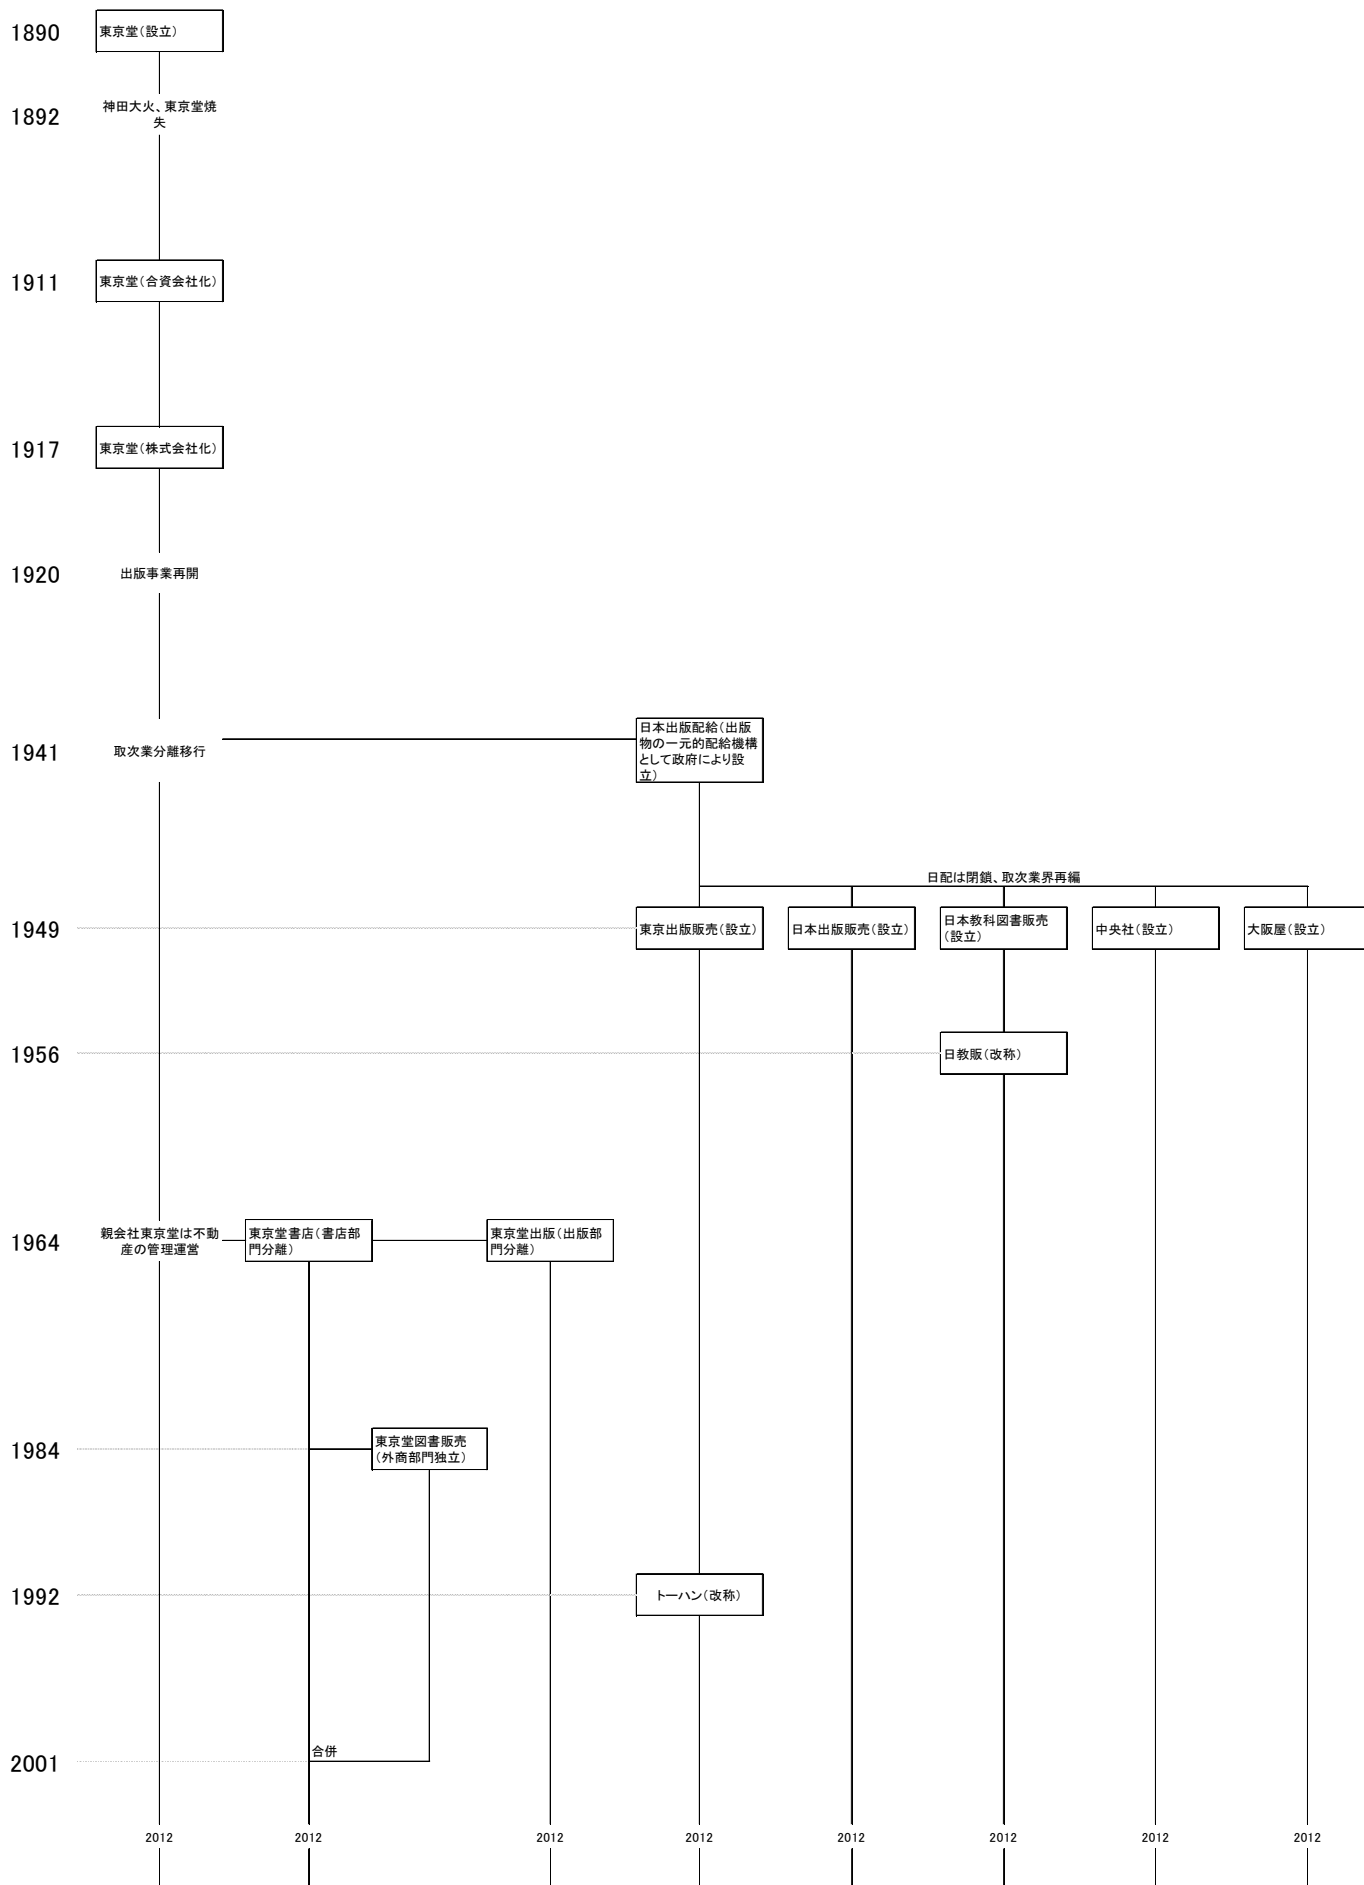 1890
東京堂（設立）
1892
神田大火、東京堂焼
失
1911
東京堂（合資会社化）
1917
東京堂（株式会社化）
1920
出版事業再開
1941
取次業分離移行
日本出版配給（出版
物の一元的配給機構
として政府により設
立）
日配は閉鎖、取次業界再編
1949
東京出版販売（設立）
日本出版販売（設立）
日本教科図書販売
（設立）
中央社（設立）
大阪屋（設立）
1956
日教販（改称）
1964
親会社東京堂は不動
産の管理運営
東京堂書店（書店部
門分離）
東京堂出版（出版部
門分離）
1984
東京堂図書販売
（外商部門独立）
1992
トーハン（改称）
2001
合併
2012
2012
2012
2012
2012
2012
2012
2012